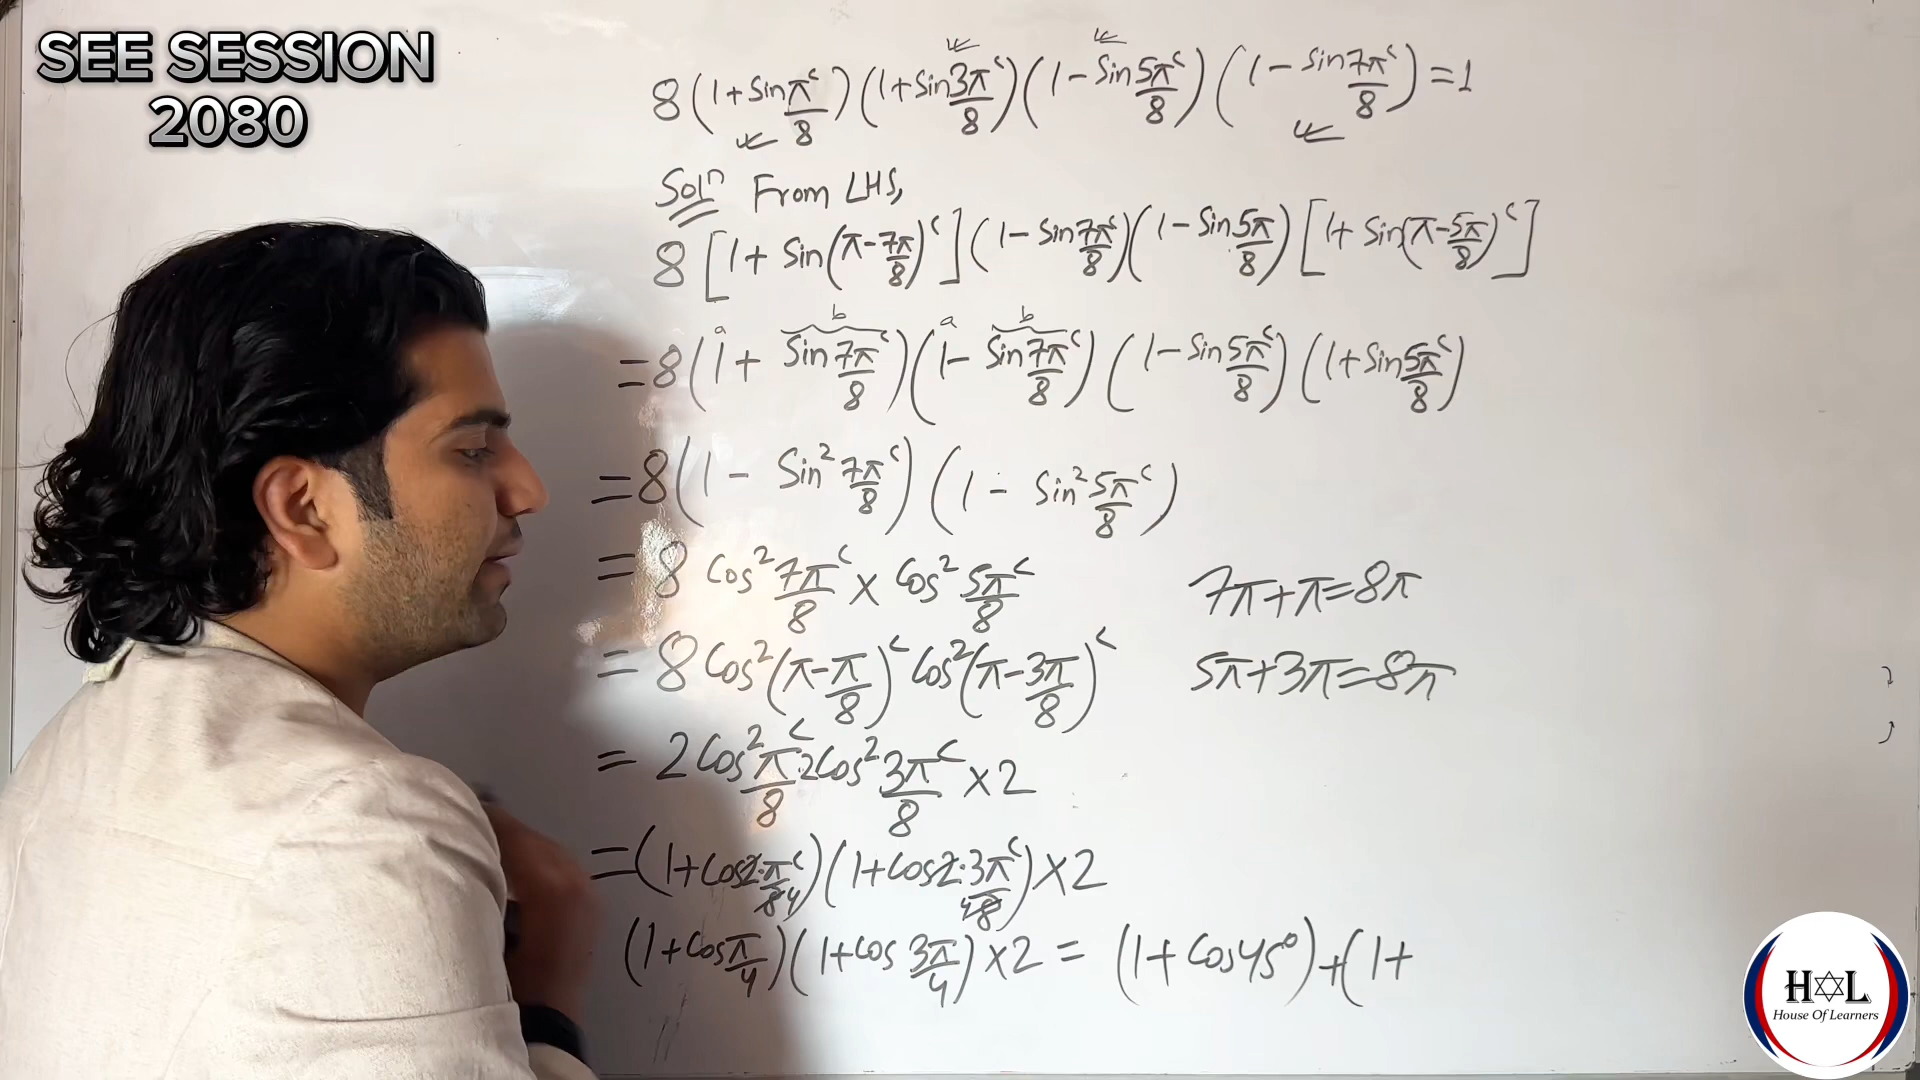 SEE SESSION
2080
8(1+Sin π^c/8)(1+Sin 3π^c/8)(1-Sin 5π^c/8)(1-Sin 7π^c/8)=1
Solⁿ From LHS,
8[1+Sin(π-7π/8)^c](1-Sin 7π^c/8)(1-Sin 5π/8)[1+Sin(π-5π/8)^c]
a b a b
=8(1+Sin 7π^c/8)(1-Sin 7π^c/8)(1-Sin 5π^c/8)(1+Sin 5π^c/8)
=8(1-Sin² 7π^c/8)(1-Sin² 5π^c/8)
=8 Cos² 7π^c/8 × Cos² 5π^c/8
7π+π=8π
=8 Cos²(π-π/8)^c Cos²(π-3π/8)^c
5π+3π=8π
=2Cos² π^c/8 · 2Cos² 3π^c/8 ×2
=(1+Cos2·π^c/8 4)(1+Cos2·3π^c/4 8)×2
(1+Cos π/4)(1+Cos 3π/4)×2 = (1+Cos45°)+(1+
H L
House Of Learners